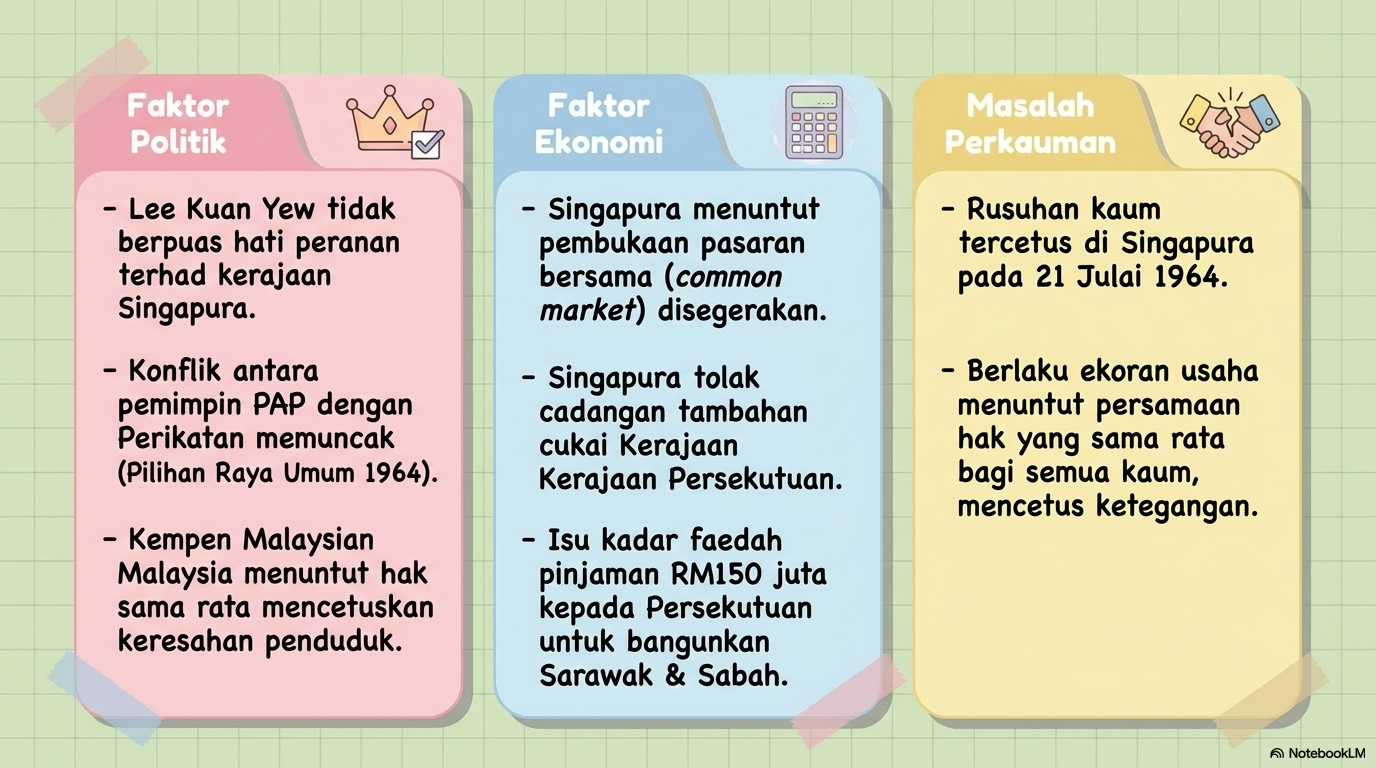 Faktor
Politik
– Lee Kuan Yew tidak
berpuas hati peranan
terhad kerajaan
Singapura.
– Konflik antara
pemimpin PAP dengan
Perikatan memuncak
(Pilihan Raya Umum 1964).
– Kempen Malaysian
Malaysia menuntut hak
sama rata mencetuskan
keresahan penduduk.
Faktor
Ekonomi
– Singapura menuntut
pembukaan pasaran
bersama (common
market) disegerakan.
– Singapura tolak
cadangan tambahan
cukai Kerajaan
Kerajaan Persekutuan.
– Isu kadar faedah
pinjaman RM150 juta
kepada Persekutuan
untuk bangunkan
Sarawak & Sabah.
Masalah
Perkauman
– Rusuhan kaum
tercetus di Singapura
pada 21 Julai 1964.
– Berlaku ekoran usaha
menuntut persamaan
hak yang sama rata
bagi semua kaum,
mencetus ketegangan.
NotebookLM